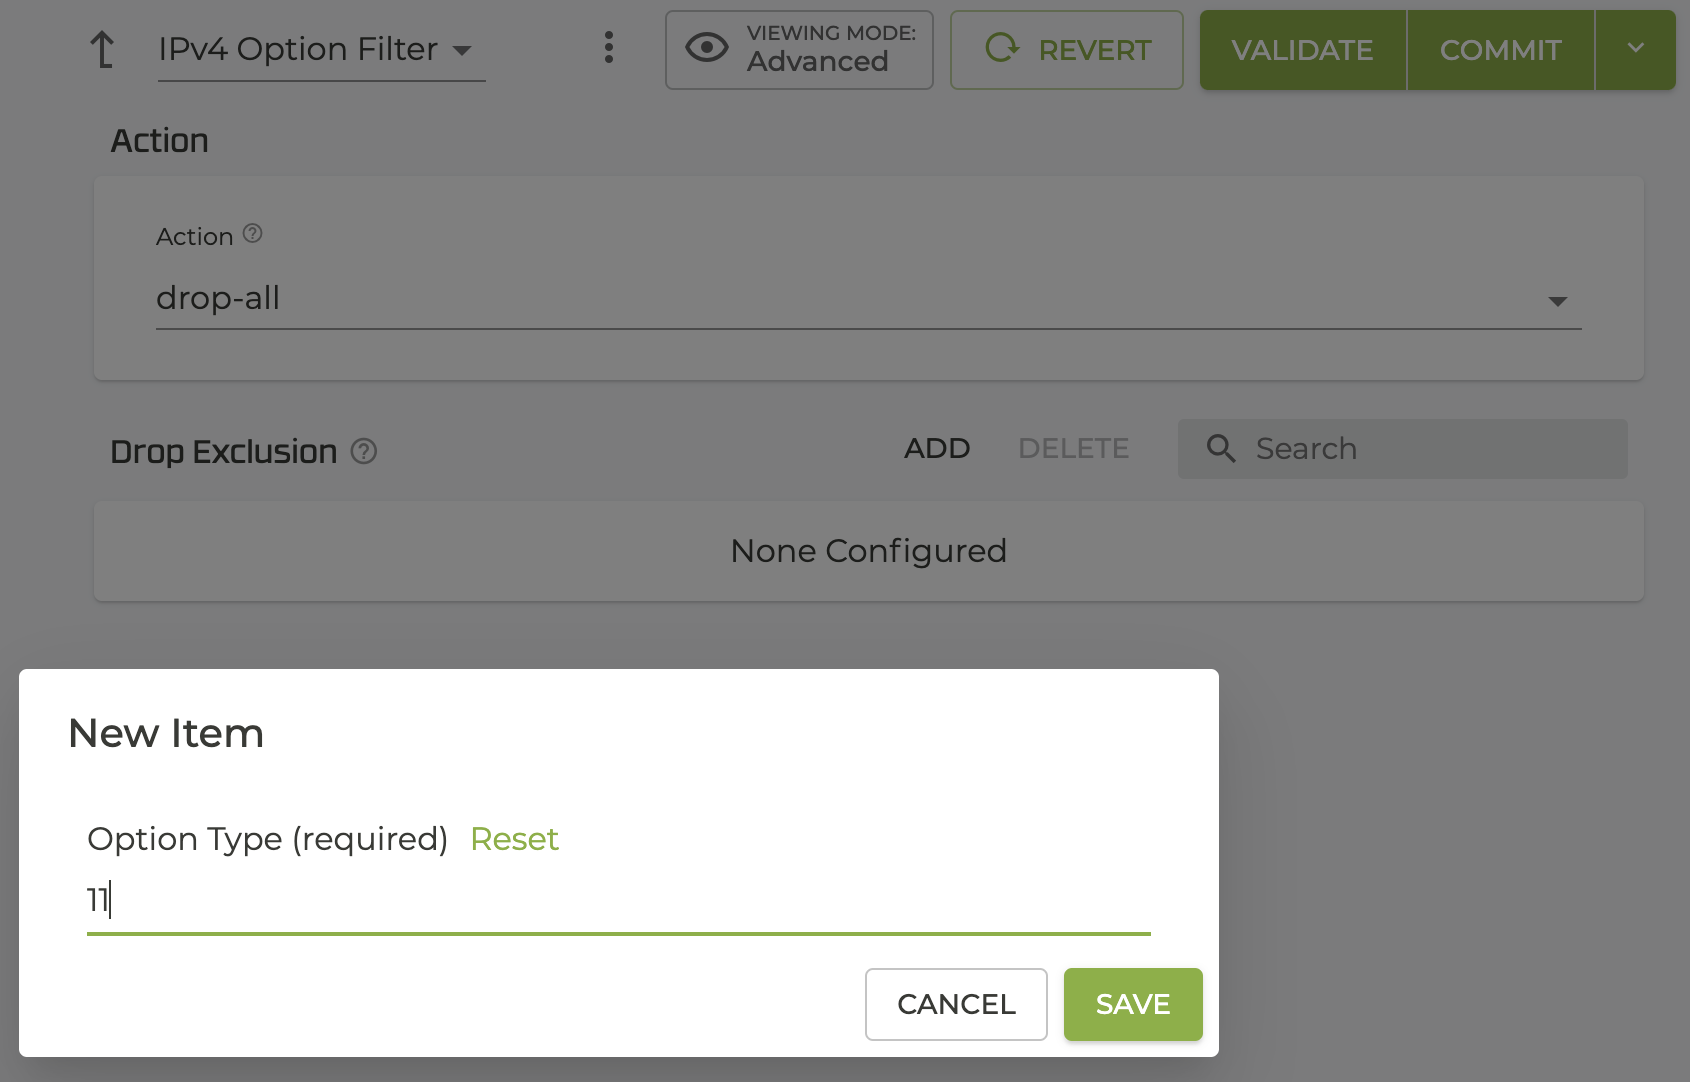 IPv4 Option Filter
VIEWING MODE:
Advanced
REVERT
VALIDATE
COMMIT
Action
Action
drop-all
Drop Exclusion
ADD
DELETE
Search
None Configured
New Item
Option Type (required) Reset
11
CANCEL
SAVE